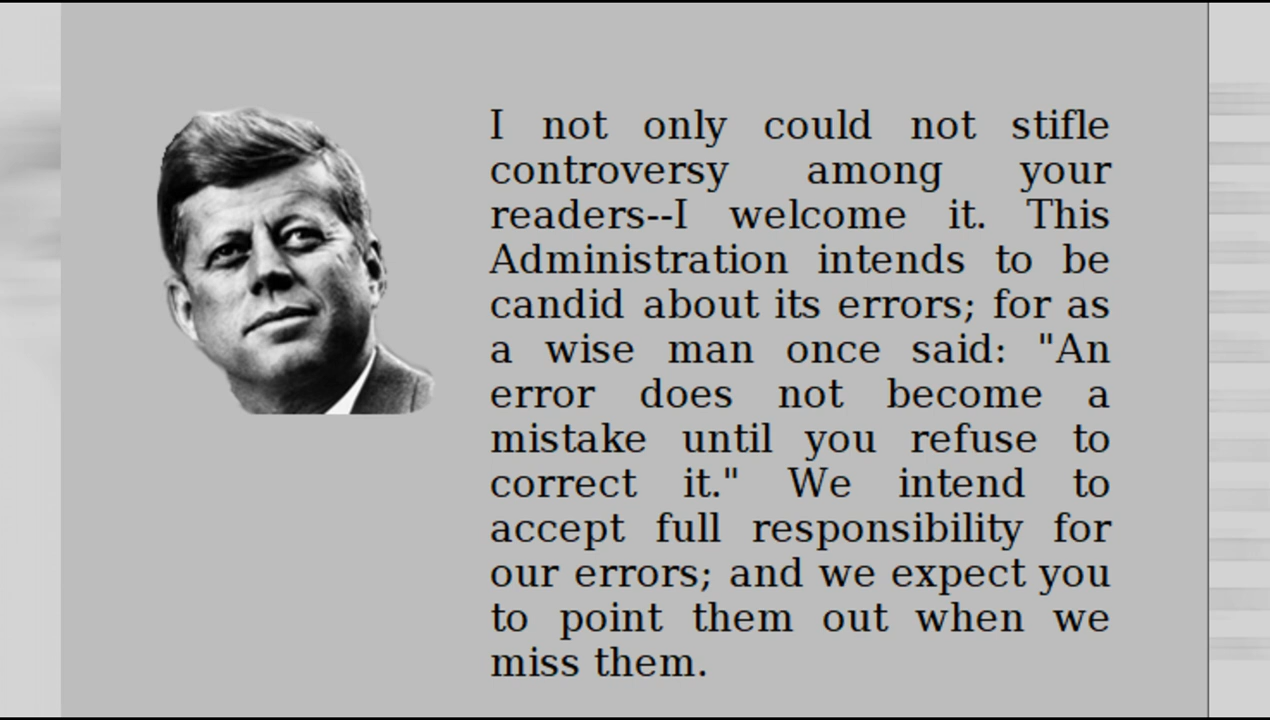 I not only could not stifle
controversy among your
readers--I welcome it. This
Administration intends to be
candid about its errors; for as
a wise man once said: "An
error does not become a
mistake until you refuse to
correct it." We intend to
accept full responsibility for
our errors; and we expect you
to point them out when we
miss them.